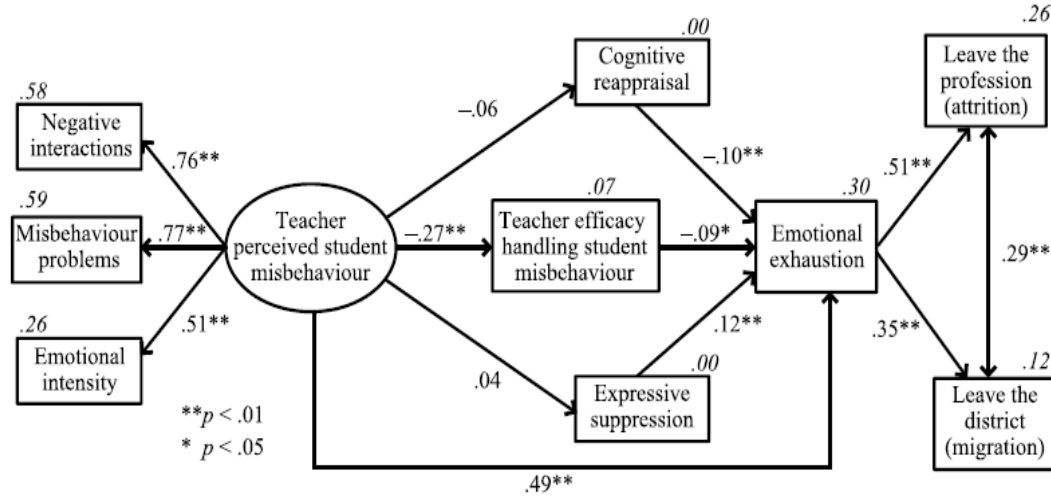 .58
Negative
interactions
.59
Misbehaviour
problems
.26
Emotional
intensity
.76**
.77**
.51**
Teacher
perceived student
misbehaviour
–.06
–.27**
.04
.00
Cognitive
reappraisal
.07
Teacher efficacy
handling student
misbehaviour
.00
Expressive
suppression
–.10**
–.09*
.12**
.30
Emotional
exhaustion
.49**
.51**
.35**
.26
Leave the
profession
(attrition)
.29**
.12
Leave the
district
(migration)
**p < .01
* p < .05